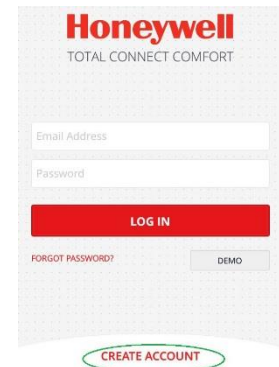 Honeywell
TOTAL CONNECT COMFORT
Email Address
Password
LOG IN
FORGOT PASSWORD?
DEMO
CREATE ACCOUNT